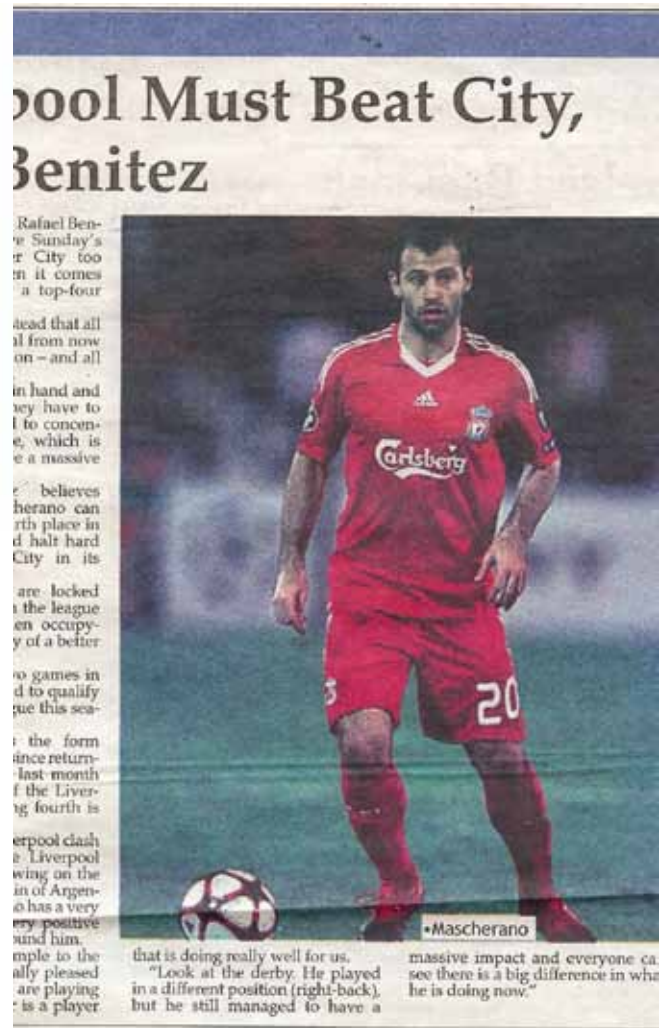 pool Must Beat City,
Benitez
Rafael Ben-
e Sunday's
r City too
en it comes
a top-four
stead that all
al from now
on – and all
in hand and
hey have to
l to concen-
e, which is
e a massive
z believes
herano can
rth place in
d halt hard
City in its
are locked
n the league
en occupy-
y of a better
vo games in
d to qualify
gue this sea-
s the form
since return-
last month
f the Liver-
ng fourth is
erpool clash
e Liverpool
wing on the
in of Argen-
o has a very
ery positive
und him.
mple to the
ally pleased
are playing
r is a player
Carlsberg
20
•Mascherano
that is doing really well for us.
"Look at the derby. He played
in a different position (right-back),
but he still managed to have a
massive impact and everyone ca
see there is a big difference in wha
he is doing now."